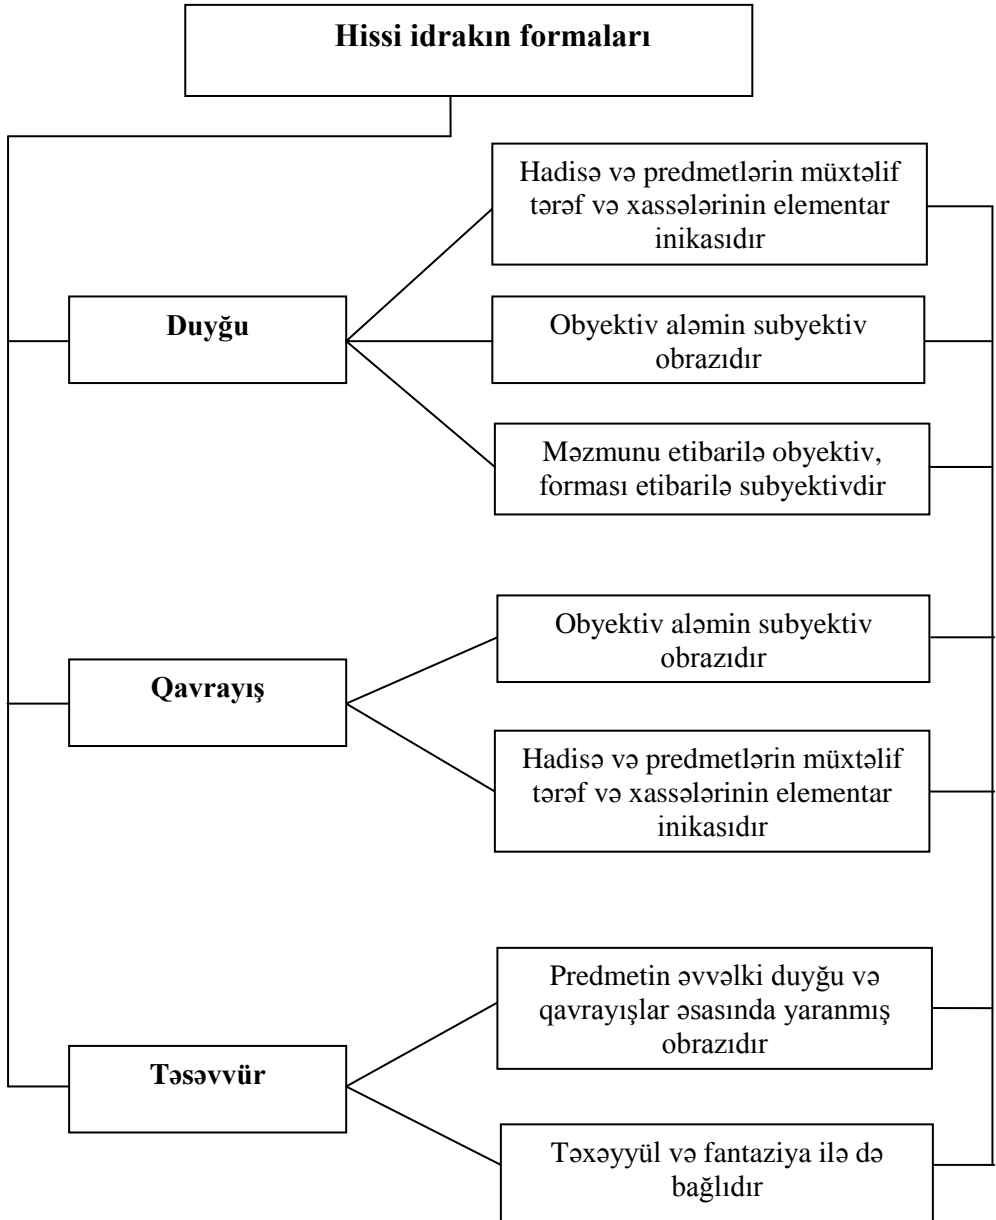 Hissi idrakın formaları
Duyğu
Hadisə və predmetlərin müxtəlif
tərəf və xassələrinin elementar
inikasıdır
Obyektiv aləmin subyektiv
obrazıdır
Məzmunu etibarilə obyektiv,
forması etibarilə subyektivdir
Qavrayış
Obyektiv aləmin subyektiv
obrazıdır
Hadisə və predmetlərin müxtəlif
tərəf və xassələrinin elementar
inikasıdır
Təsəvvür
Predmetin əvvəlki duyğu və
qavrayışlar əsasında yaranmış
obrazıdır
Təxəyyül və fantaziya ilə də
bağlıdır